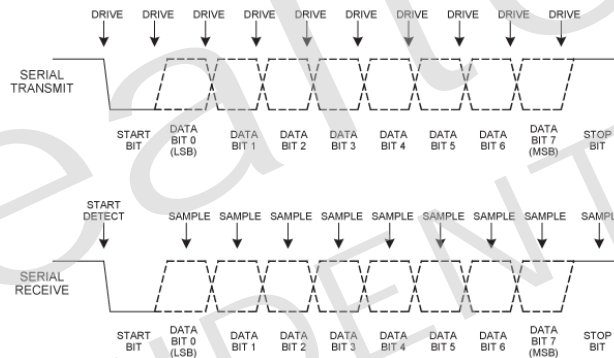 DRIVE DRIVE DRIVE DRIVE DRIVE DRIVE DRIVE DRIVE DRIVE DRIVE
SERIAL
TRANSMIT
START
BIT
DATA
BIT 0
(LSB)
DATA
BIT 1
DATA
BIT 2
DATA
BIT 3
DATA
BIT 4
DATA
BIT 5
DATA
BIT 6
DATA
BIT 7
(MSB)
STOP
BIT
START
DETECT
SAMPLE SAMPLE SAMPLE SAMPLE SAMPLE SAMPLE SAMPLE SAMPLE SAMPL
SERIAL
RECEIVE
START
BIT
DATA
BIT 0
(LSB)
DATA
BIT 1
DATA
BIT 2
DATA
BIT 3
DATA
BIT 4
DATA
BIT 5
DATA
BIT 6
DATA
BIT 7
(MSB)
STOP
BIT